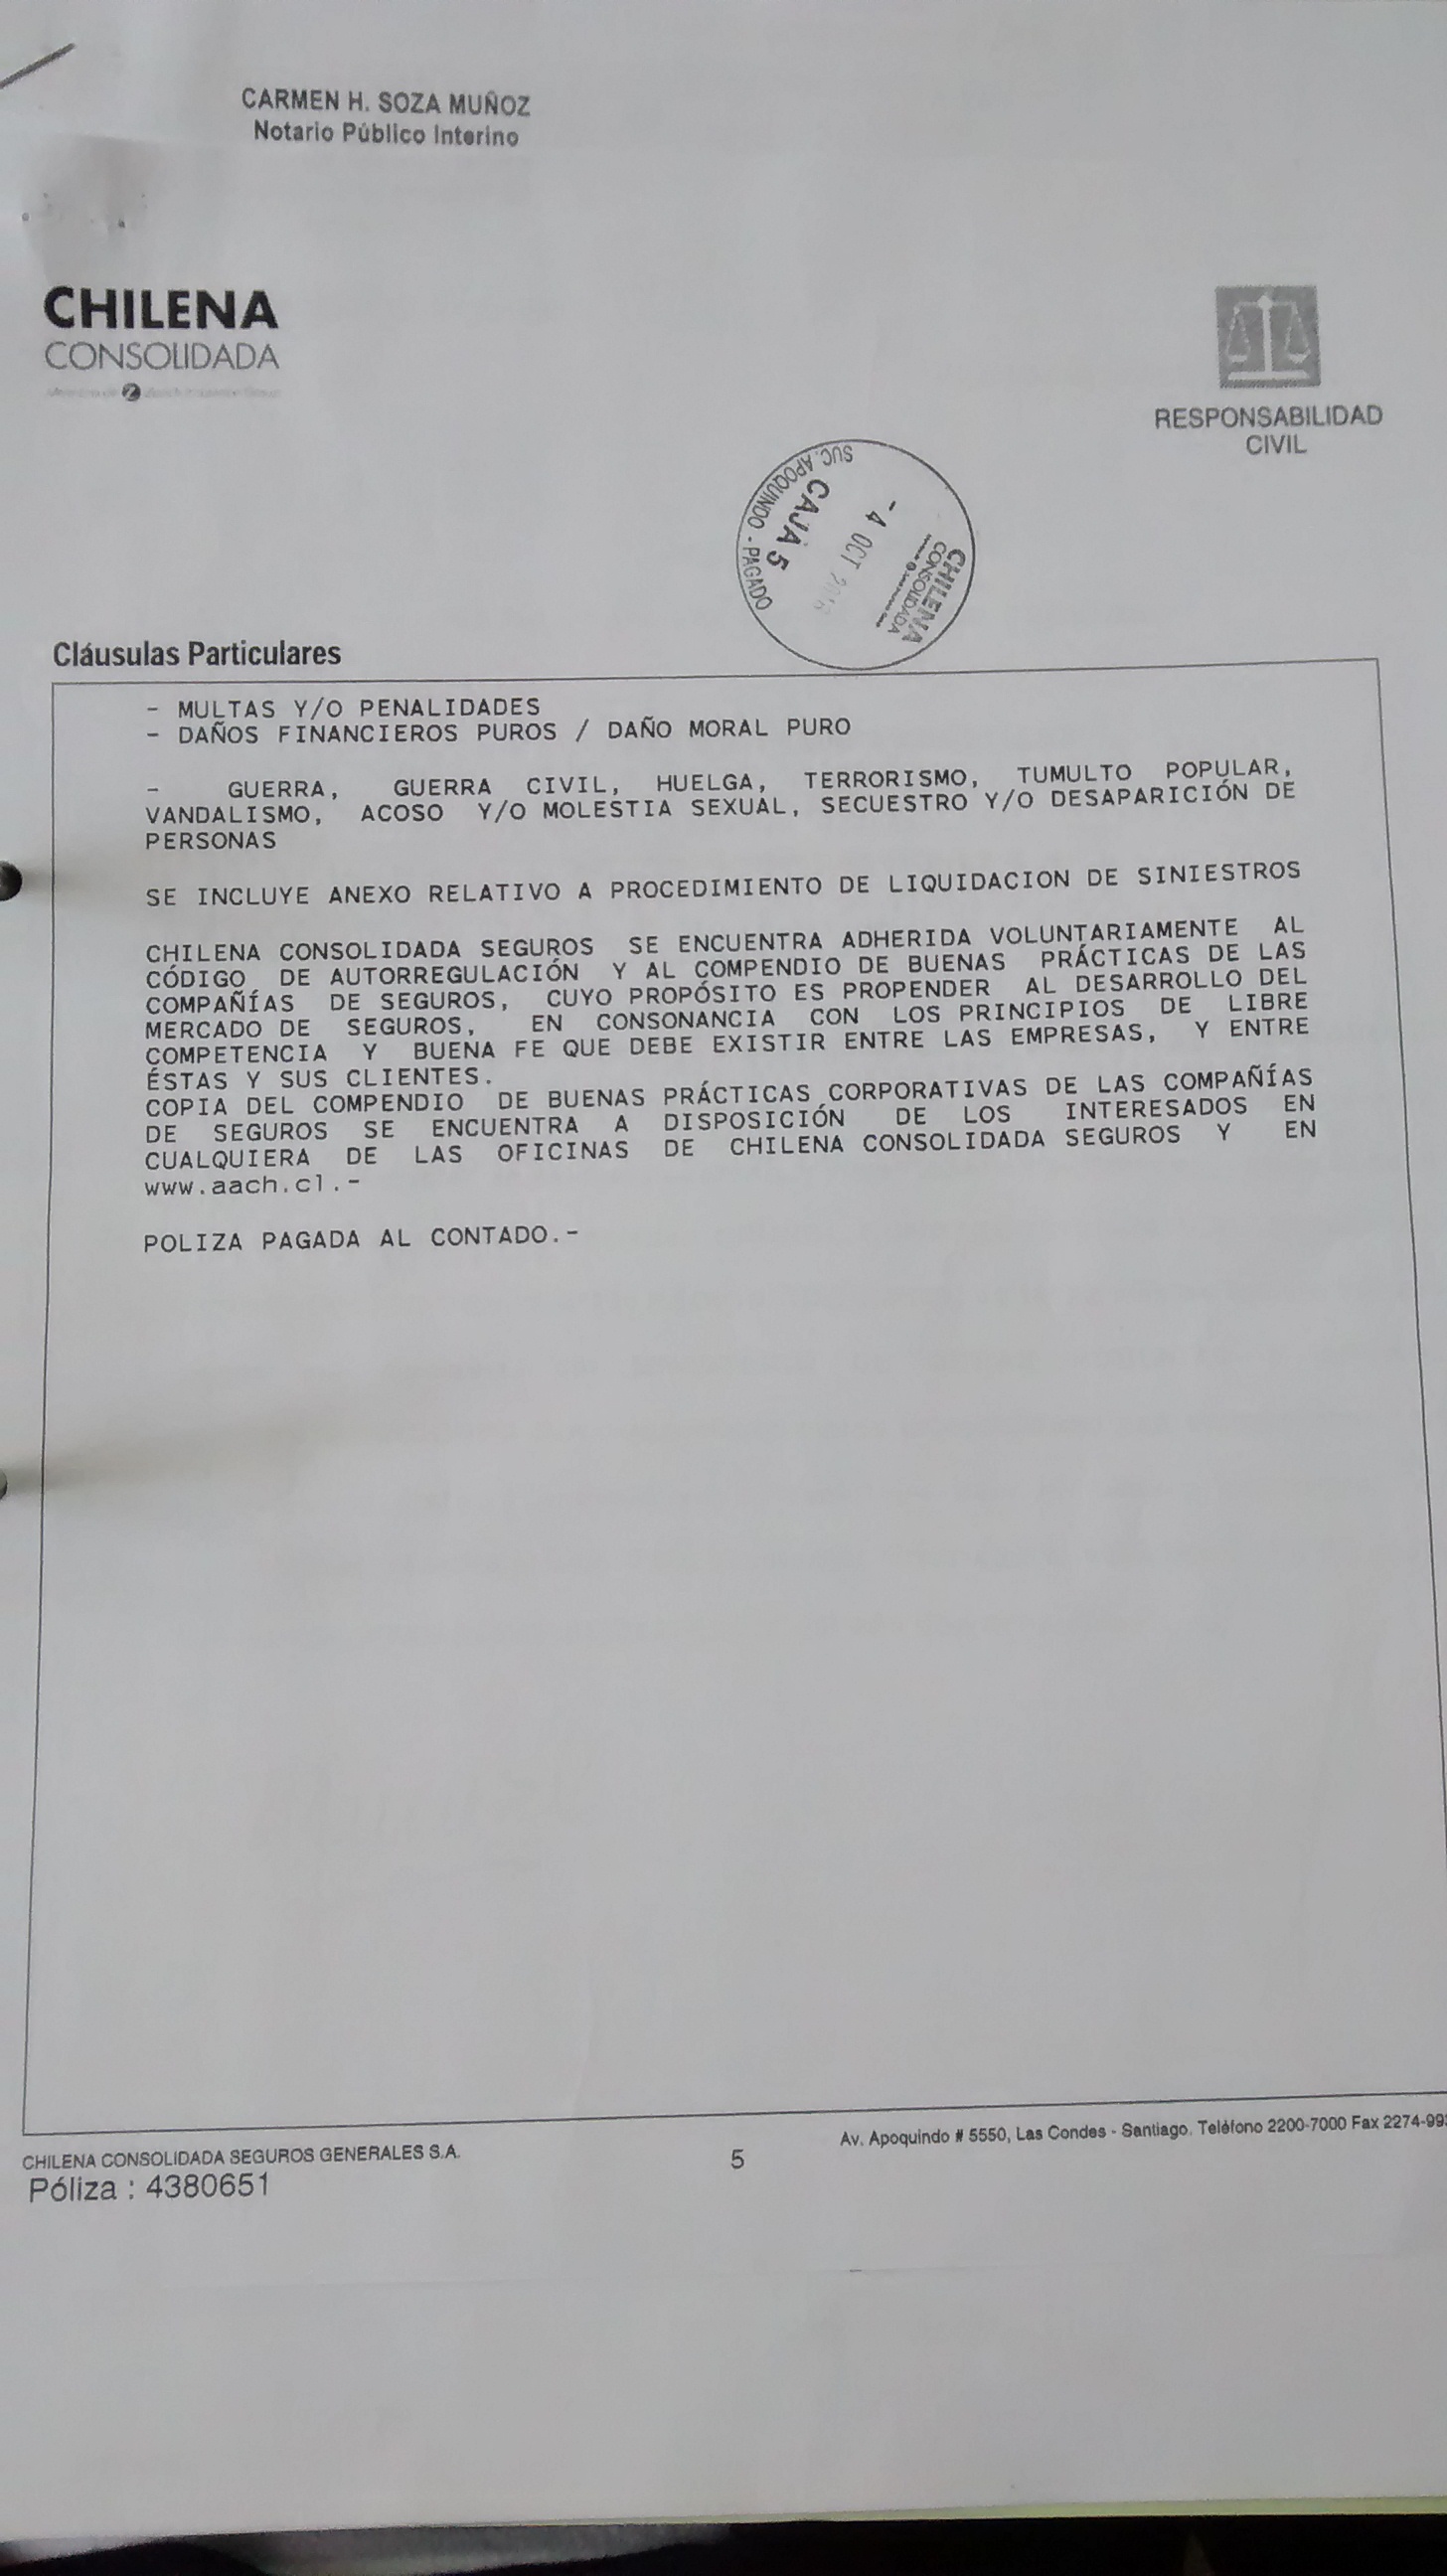 CARMEN H. SOZA MUÑOZ
Notario Público Interino
CHILENA
CONSOLIDADA
RESPONSABILIDAD
CIVIL
SUC. APOQUINDO - PAGADO
CAJA 5
- 4 OCT
CHILENA
CONSOLIDADA
Cláusulas Particulares
- MULTAS Y/O PENALIDADES
- DAÑOS FINANCIEROS PUROS / DAÑO MORAL PURO
- GUERRA, GUERRA CIVIL, HUELGA, TERRORISMO, TUMULTO POPULAR,
VANDALISMO, ACOSO Y/O MOLESTIA SEXUAL, SECUESTRO Y/O DESAPARICIÓN DE
PERSONAS
SE INCLUYE ANEXO RELATIVO A PROCEDIMIENTO DE LIQUIDACION DE SINIESTROS
CHILENA CONSOLIDADA SEGUROS SE ENCUENTRA ADHERIDA VOLUNTARIAMENTE AL
CÓDIGO DE AUTORREGULACIÓN Y AL COMPENDIO DE BUENAS PRÁCTICAS DE LAS
COMPAÑÍAS DE SEGUROS, CUYO PROPÓSITO ES PROPENDER AL DESARROLLO DEL
MERCADO DE SEGUROS, EN CONSONANCIA CON LOS PRINCIPIOS DE LIBRE
COMPETENCIA Y BUENA FE QUE DEBE EXISTIR ENTRE LAS EMPRESAS, Y ENTRE
ÉSTAS Y SUS CLIENTES.
COPIA DEL COMPENDIO DE BUENAS PRÁCTICAS CORPORATIVAS DE LAS COMPAÑÍAS
DE SEGUROS SE ENCUENTRA A DISPOSICIÓN DE LOS INTERESADOS EN
CUALQUIERA DE LAS OFICINAS DE CHILENA CONSOLIDADA SEGUROS Y EN
www.aach.cl.-
POLIZA PAGADA AL CONTADO.-
CHILENA CONSOLIDADA SEGUROS GENERALES S.A.
Póliza : 4380651
5
Av. Apoquindo # 5550, Las Condes - Santiago. Teléfono 2200-7000 Fax 2274-99